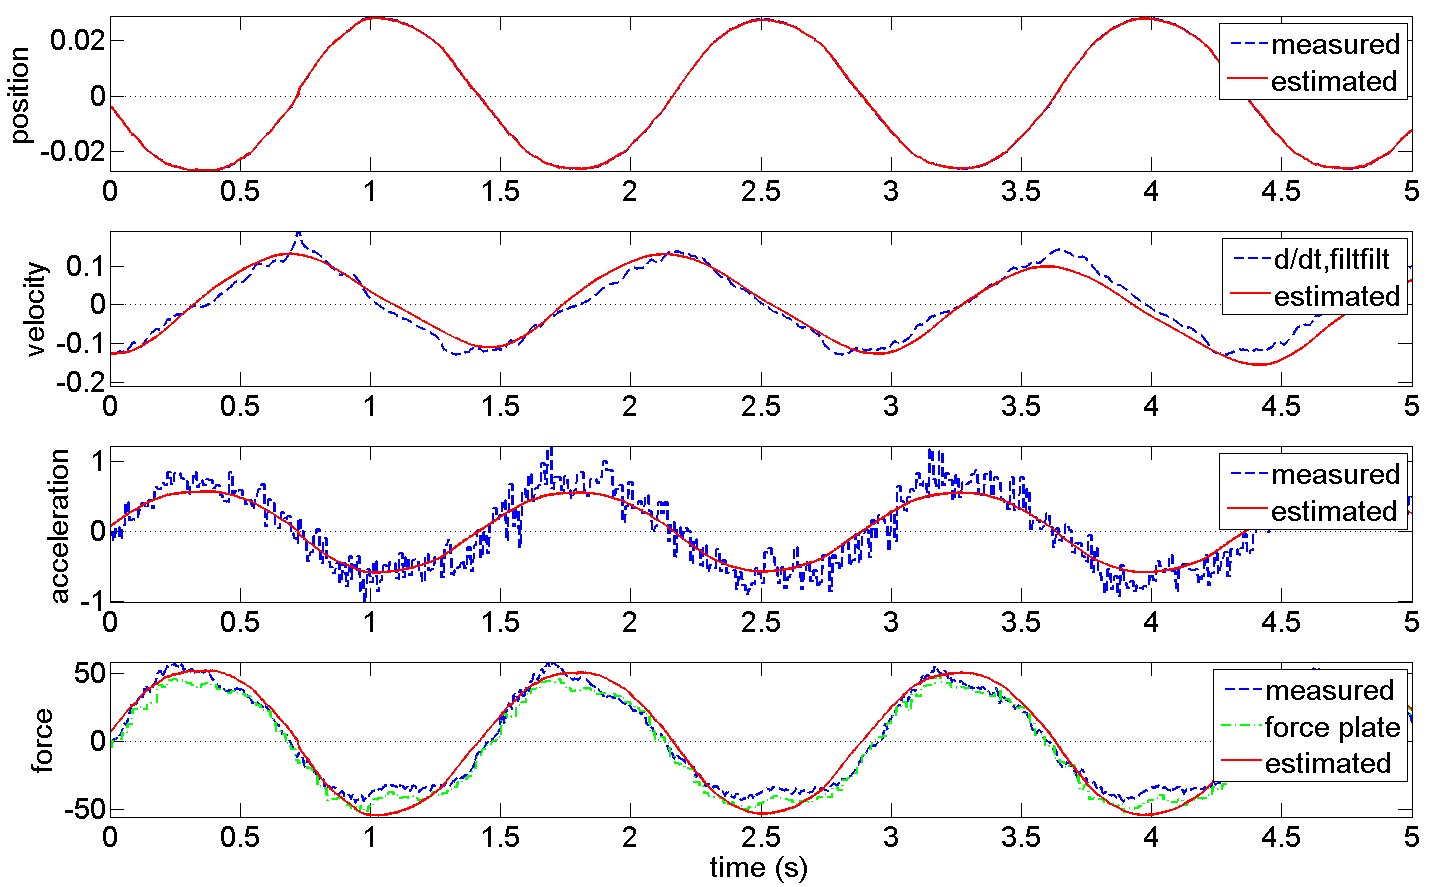 position
0.02
0
-0.02
measured
estimated
0 0.5 1 1.5 2 2.5 3 3.5 4 4.5 5
velocity
0.1
0
-0.1
-0.2
d/dt,filtfilt
estimated
0 0.5 1 1.5 2 2.5 3 3.5 4 4.5 5
acceleration
1
0
-1
measured
estimated
0 0.5 1 1.5 2 2.5 3 3.5 4 4.5 5
force
50
0
-50
measured
force plate
estimated
0 0.5 1 1.5 2 2.5 3 3.5 4 4.5 5
time (s)